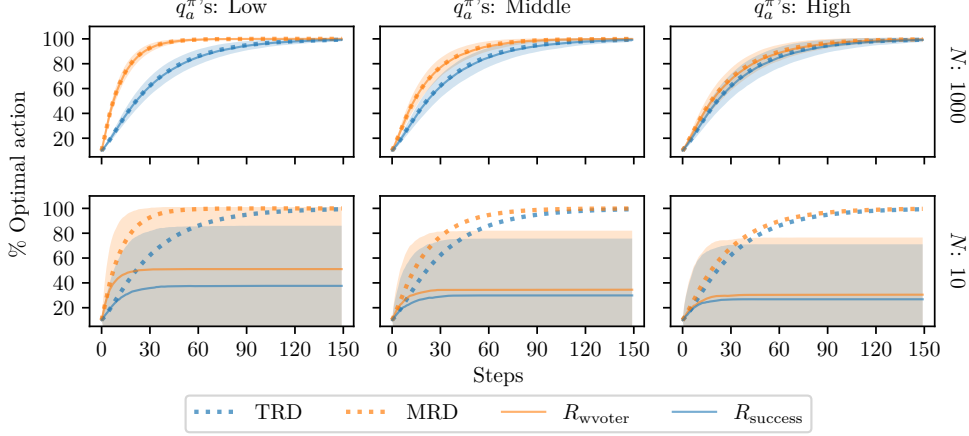 q_a^π's: Low q_a^π's: Middle q_a^π's: High
100
80
60
40
20
N: 1000
% Optimal action
100
80
60
40
20
N: 10
0 30 60 90 120 150 0 30 60 90 120 150 0 30 60 90 120 150
Steps
TRD MRD R_wvoter R_success